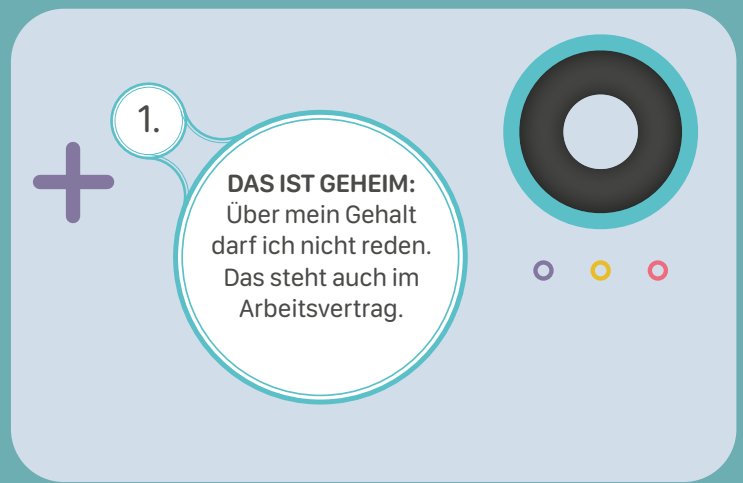 1.
DAS IST GEHEIM:
Über mein Gehalt
darf ich nicht reden.
Das steht auch im
Arbeitsvertrag.